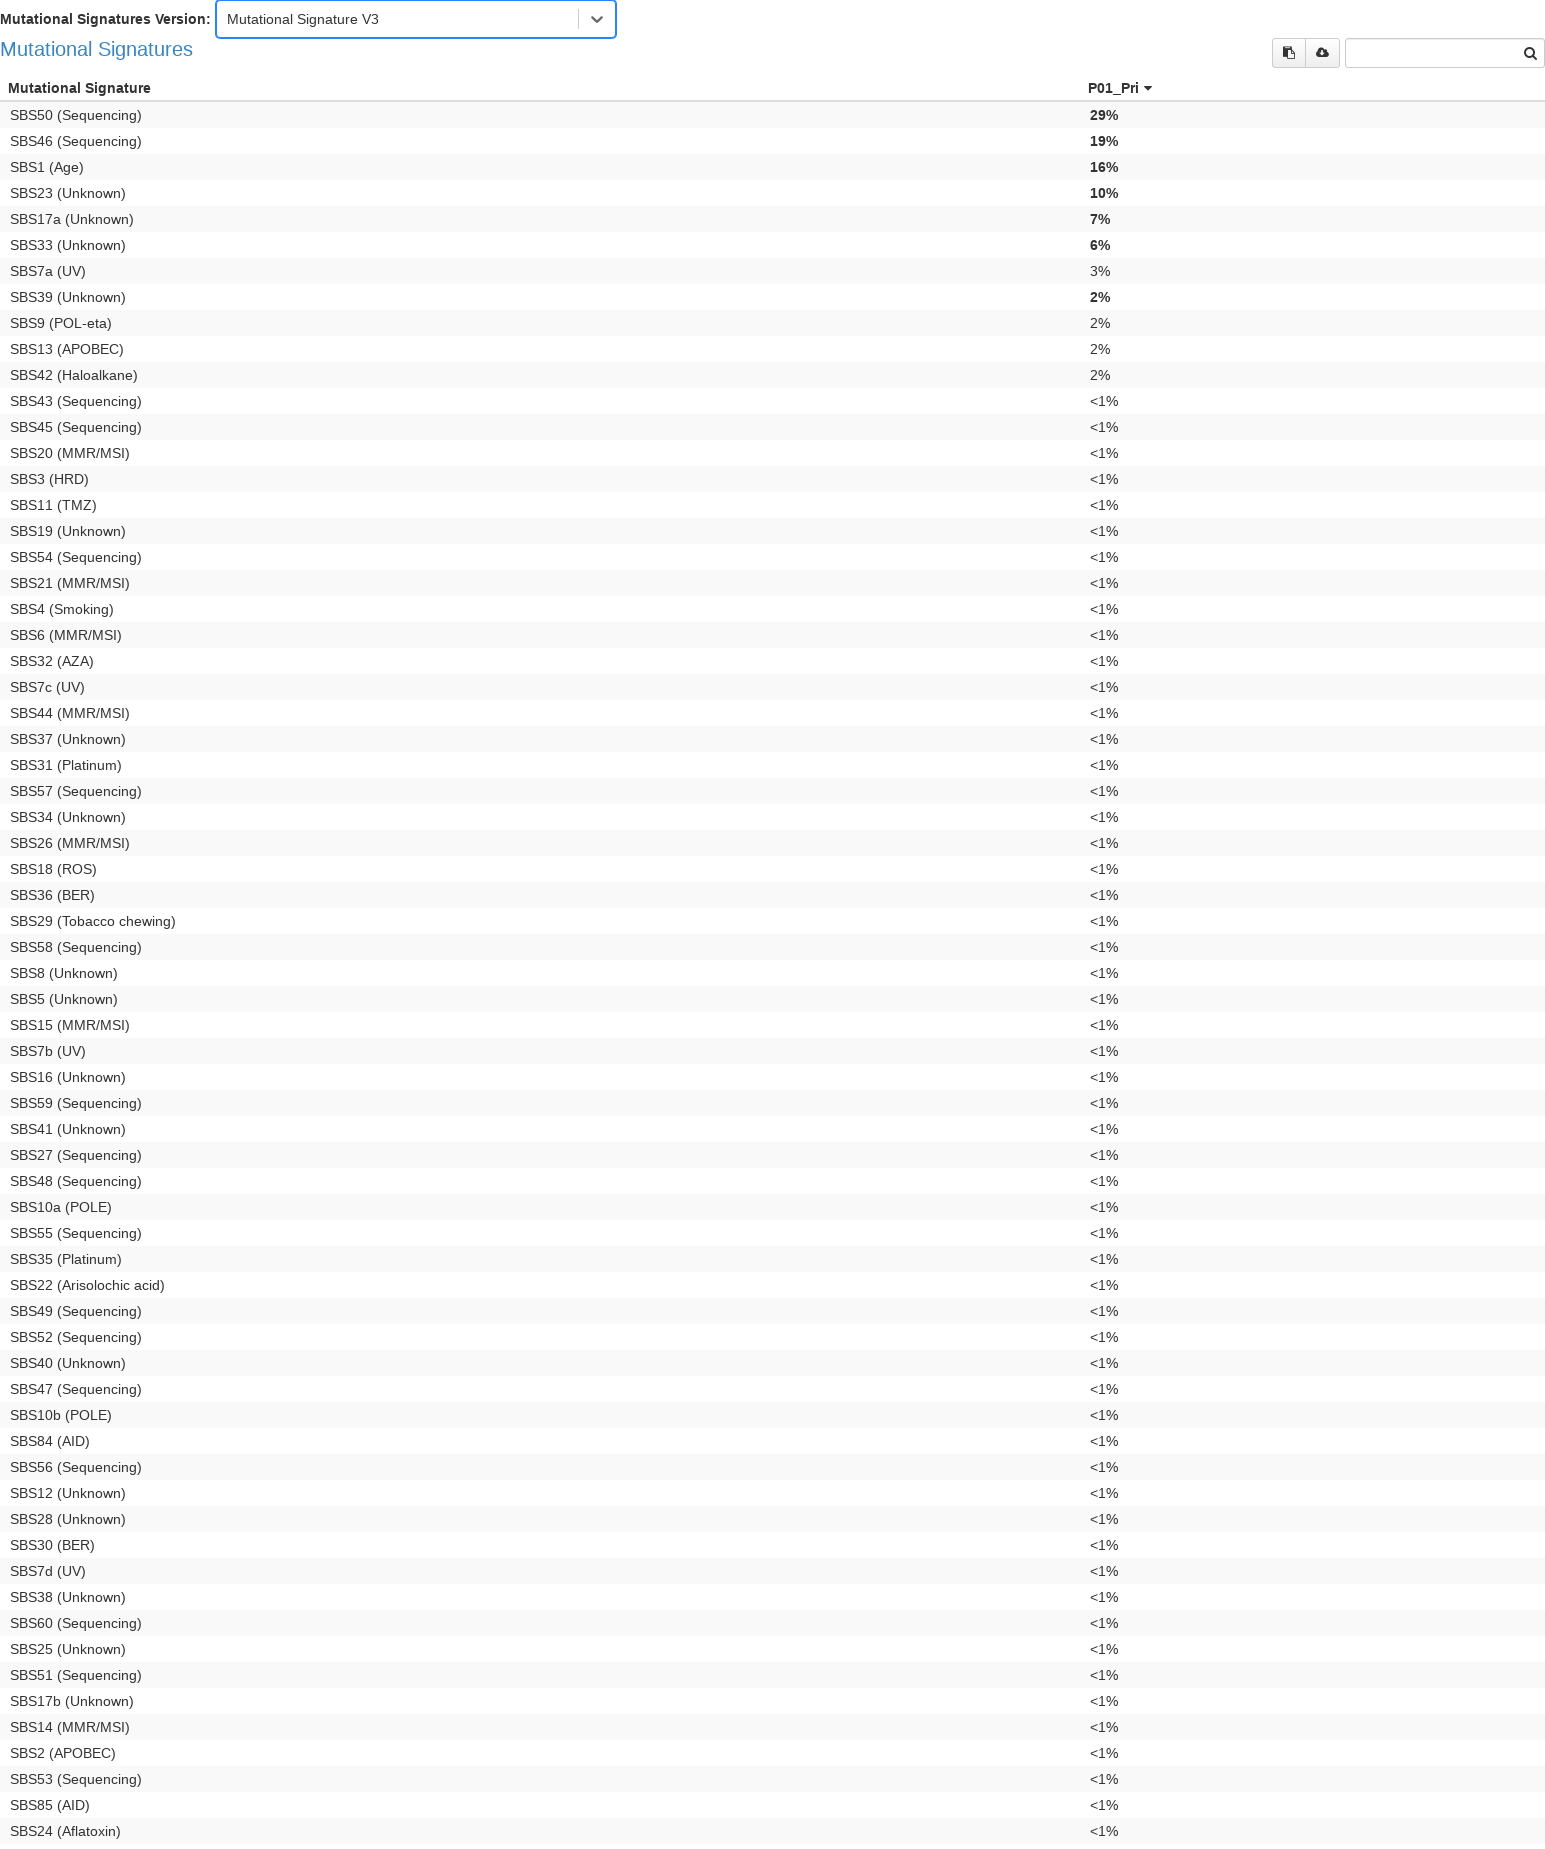 Mutational Signatures Version: Mutational Signature V3
Mutational Signatures
Mutational Signature P01_Pri
SBS50 (Sequencing) 29%
SBS46 (Sequencing) 19%
SBS1 (Age) 16%
SBS23 (Unknown) 10%
SBS17a (Unknown) 7%
SBS33 (Unknown) 6%
SBS7a (UV) 3%
SBS39 (Unknown) 2%
SBS9 (POL-eta) 2%
SBS13 (APOBEC) 2%
SBS42 (Haloalkane) 2%
SBS43 (Sequencing) <1%
SBS45 (Sequencing) <1%
SBS20 (MMR/MSI) <1%
SBS3 (HRD) <1%
SBS11 (TMZ) <1%
SBS19 (Unknown) <1%
SBS54 (Sequencing) <1%
SBS21 (MMR/MSI) <1%
SBS4 (Smoking) <1%
SBS6 (MMR/MSI) <1%
SBS32 (AZA) <1%
SBS7c (UV) <1%
SBS44 (MMR/MSI) <1%
SBS37 (Unknown) <1%
SBS31 (Platinum) <1%
SBS57 (Sequencing) <1%
SBS34 (Unknown) <1%
SBS26 (MMR/MSI) <1%
SBS18 (ROS) <1%
SBS36 (BER) <1%
SBS29 (Tobacco chewing) <1%
SBS58 (Sequencing) <1%
SBS8 (Unknown) <1%
SBS5 (Unknown) <1%
SBS15 (MMR/MSI) <1%
SBS7b (UV) <1%
SBS16 (Unknown) <1%
SBS59 (Sequencing) <1%
SBS41 (Unknown) <1%
SBS27 (Sequencing) <1%
SBS48 (Sequencing) <1%
SBS10a (POLE) <1%
SBS55 (Sequencing) <1%
SBS35 (Platinum) <1%
SBS22 (Arisolochic acid) <1%
SBS49 (Sequencing) <1%
SBS52 (Sequencing) <1%
SBS40 (Unknown) <1%
SBS47 (Sequencing) <1%
SBS10b (POLE) <1%
SBS84 (AID) <1%
SBS56 (Sequencing) <1%
SBS12 (Unknown) <1%
SBS28 (Unknown) <1%
SBS30 (BER) <1%
SBS7d (UV) <1%
SBS38 (Unknown) <1%
SBS60 (Sequencing) <1%
SBS25 (Unknown) <1%
SBS51 (Sequencing) <1%
SBS17b (Unknown) <1%
SBS14 (MMR/MSI) <1%
SBS2 (APOBEC) <1%
SBS53 (Sequencing) <1%
SBS85 (AID) <1%
SBS24 (Aflatoxin) <1%